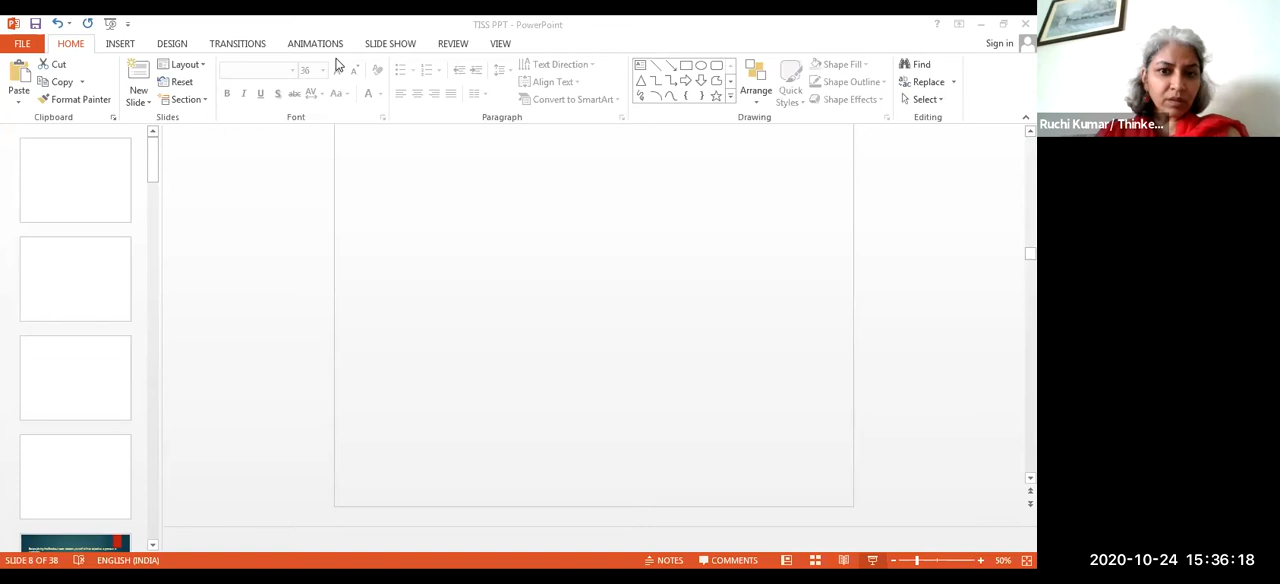 TISS PPT - PowerPoint
FILE HOME INSERT DESIGN TRANSITIONS ANIMATIONS SLIDE SHOW REVIEW VIEW Sign in
Paste
Cut
Copy
Format Painter
Clipboard
New Slide
Layout
Reset
Section
Slides
36
Font
Text Direction
Align Text
Convert to SmartArt
Paragraph
Arrange
Quick Styles
Shape Fill
Shape Outline
Shape Effects
Drawing
Find
Replace
Select
Editing
Ruchi Kumar/ Thinke...
SLIDE 8 OF 38 ENGLISH (INDIA) NOTES COMMENTS 50%
2020-10-24 15:36:18